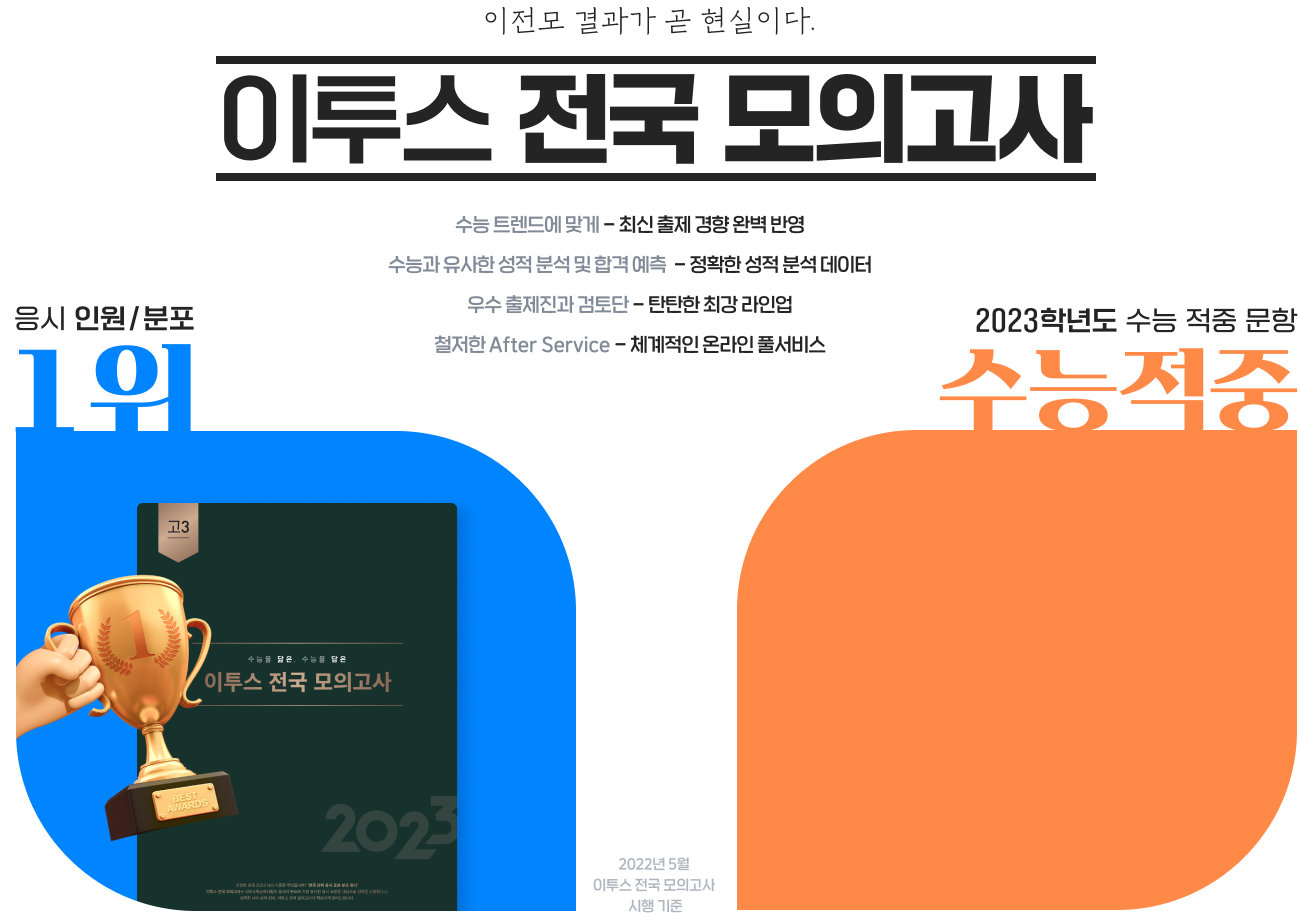 이전모 결과가 곧 현실이다.
이투스 전국 모의고사
수능 트렌드에 맞게 – 최신 출제 경향 완벽 반영
수능과 유사한 성적 분석 및 합격 예측 – 정확한 성적 분석 데이터
우수 출제진과 검토단 – 탄탄한 최강 라인업
철저한 After Service – 체계적인 온라인 풀서비스
응시 인원/분포
1위
2023학년도 수능 적중 문항
수능적중
고3
1
수능을 담은, 수능을 닮은
이투스 전국 모의고사
BEST
AWARDS
2023
2022년 5월
이투스 전국 모의고사
시행 기준